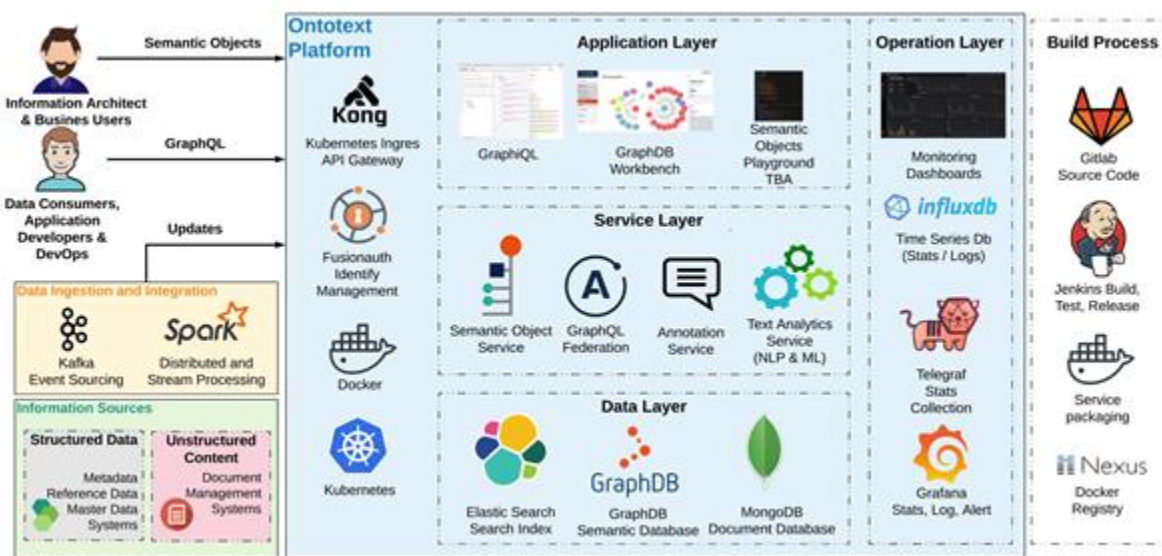 Semantic Objects
Information Architect
& Busines Users
GraphQL
Data Consumers,
Application
Developers &
DevOps
Updates
Data Ingestion and Integration
Kafka
Event Sourcing
Spark
Distributed and
Stream Processing
Information Sources
Structured Data
Metadata
Reference Data
Master Data
Systems
Unstructured
Content
Document
Management
Systems
Ontotext
Platform
Kong
Kubernetes Ingres
API Gateway
Fusionauth
Identify
Management
Docker
Kubernetes
Application Layer
GraphiQL
GraphDB
Workbench
Semantic
Objects
Playground
TBA
Service Layer
Semantic Object
Service
A
GraphQL
Federation
Annotation
Service
Text Analytics
Service
(NLP & ML)
Data Layer
Elastic Search
Search Index
GraphDB
GraphDB
Semantic Database
MongoDB
Document Database
Operation Layer
Monitoring
Dashboards
influxdb
Time Series Db
(Stats / Logs)
Telegraf
Stats
Collection
Grafana
Stats, Log, Alert
Build Process
Gitlab
Source Code
Jenkins Build,
Test, Release
Service
packaging
Nexus
Docker
Registry